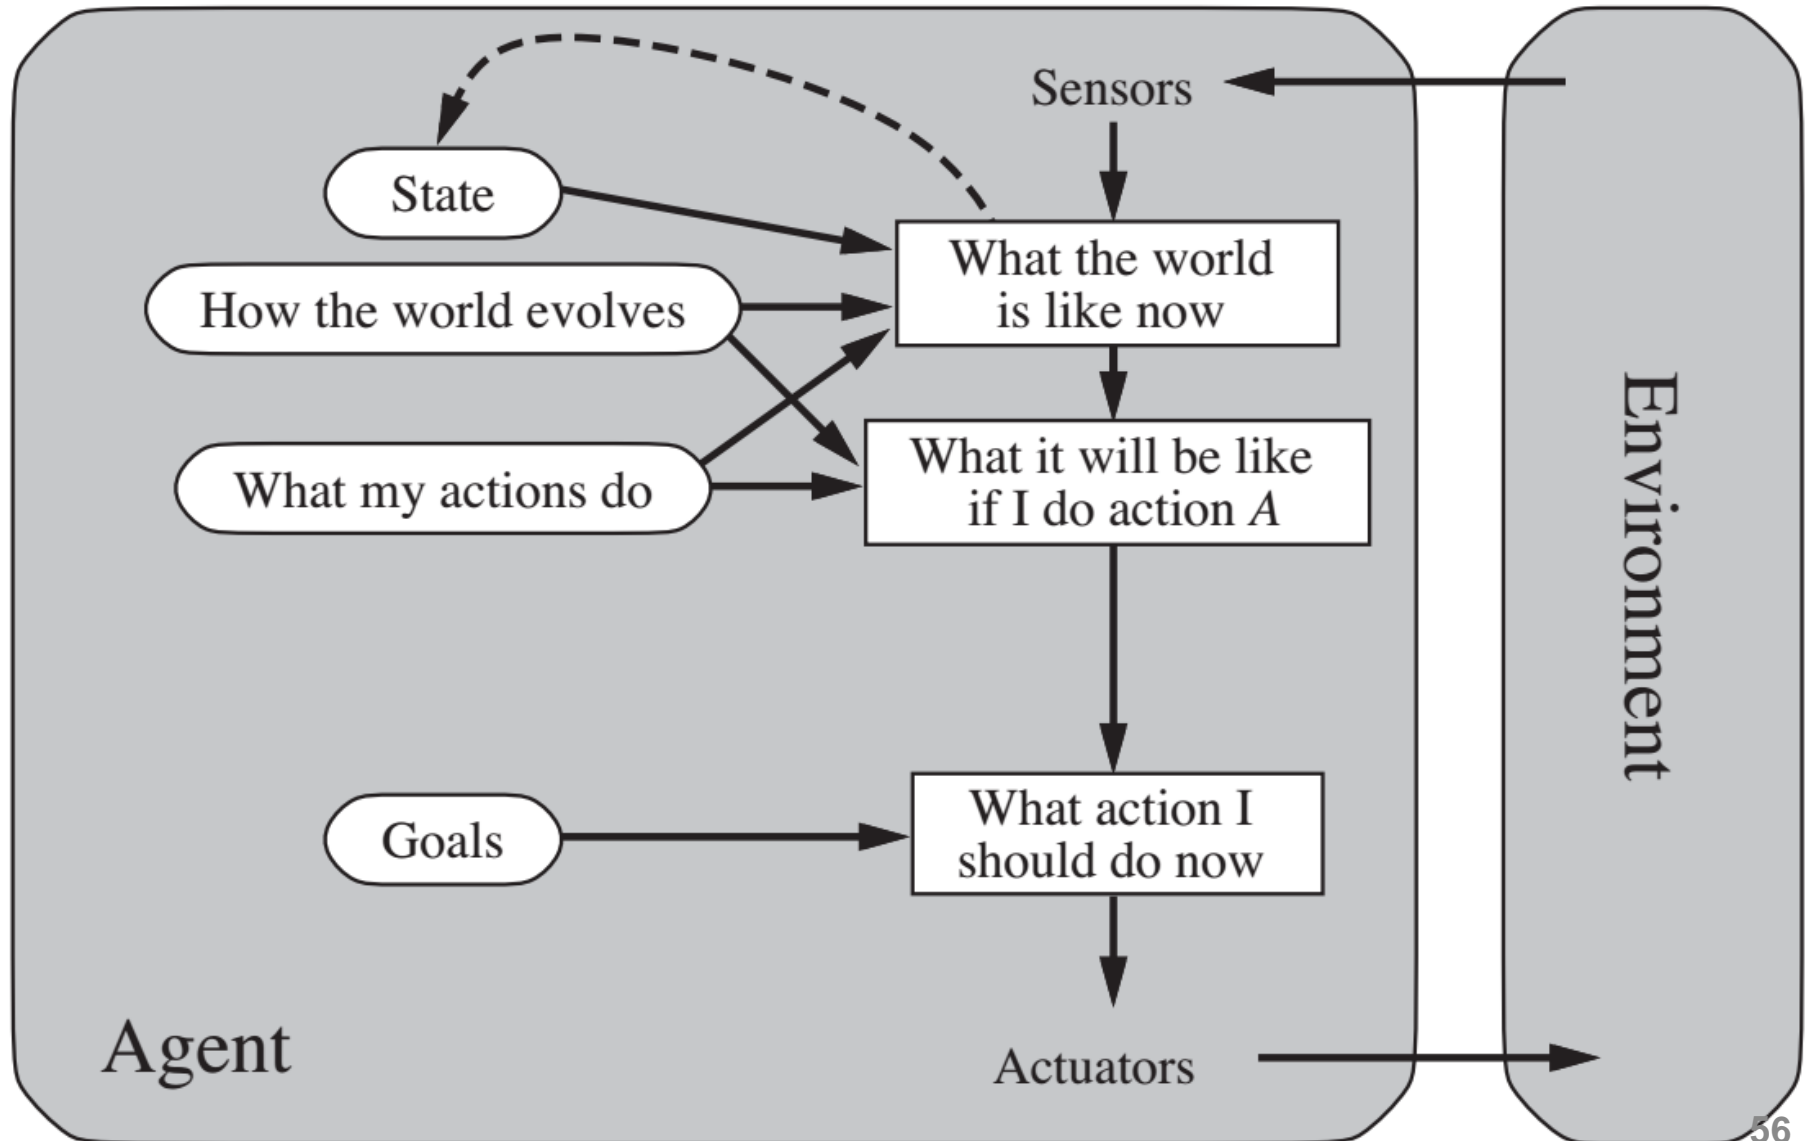 Sensors
State
What the world
is like now
How the world evolves
What my actions do
What it will be like
if I do action A
Goals
What action I
should do now
Agent
Actuators
Environment
56